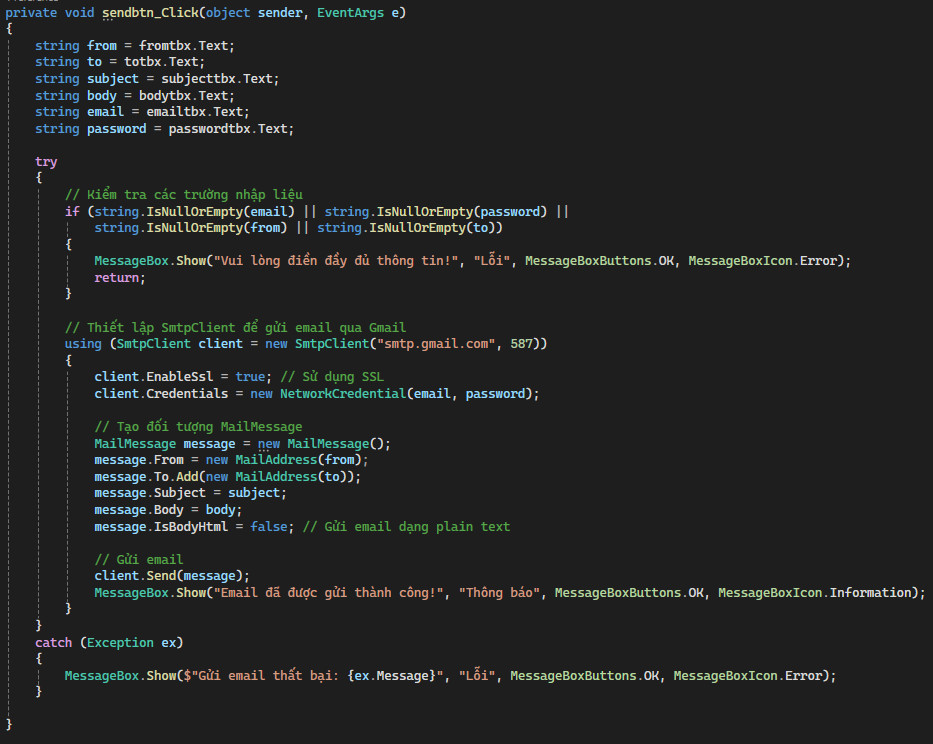 private void sendbtn_Click(object sender, EventArgs e)
{
    string from = fromtbx.Text;
    string to = totbx.Text;
    string subject = subjecttbx.Text;
    string body = bodytbx.Text;
    string email = emailtbx.Text;
    string password = passwordtbx.Text;

    try
    {
        // Kiểm tra các trường nhập liệu
        if (string.IsNullOrEmpty(email) || string.IsNullOrEmpty(password) ||
            string.IsNullOrEmpty(from) || string.IsNullOrEmpty(to))
        {
            MessageBox.Show("Vui lòng điền đầy đủ thông tin!", "Lỗi", MessageBoxButtons.OK, MessageBoxIcon.Error);
            return;
        }

        // Thiết lập SmtpClient để gửi email qua Gmail
        using (SmtpClient client = new SmtpClient("smtp.gmail.com", 587))
        {
            client.EnableSsl = true; // Sử dụng SSL
            client.Credentials = new NetworkCredential(email, password);

            // Tạo đối tượng MailMessage
            MailMessage message = new MailMessage();
            message.From = new MailAddress(from);
            message.To.Add(new MailAddress(to));
            message.Subject = subject;
            message.Body = body;
            message.IsBodyHtml = false; // Gửi email dạng plain text

            // Gửi email
            client.Send(message);
            MessageBox.Show("Email đã được gửi thành công!", "Thông báo", MessageBoxButtons.OK, MessageBoxIcon.Information);
        }
    }
    catch (Exception ex)
    {
        MessageBox.Show($"Gửi email thất bại: {ex.Message}", "Lỗi", MessageBoxButtons.OK, MessageBoxIcon.Error);
    }

}